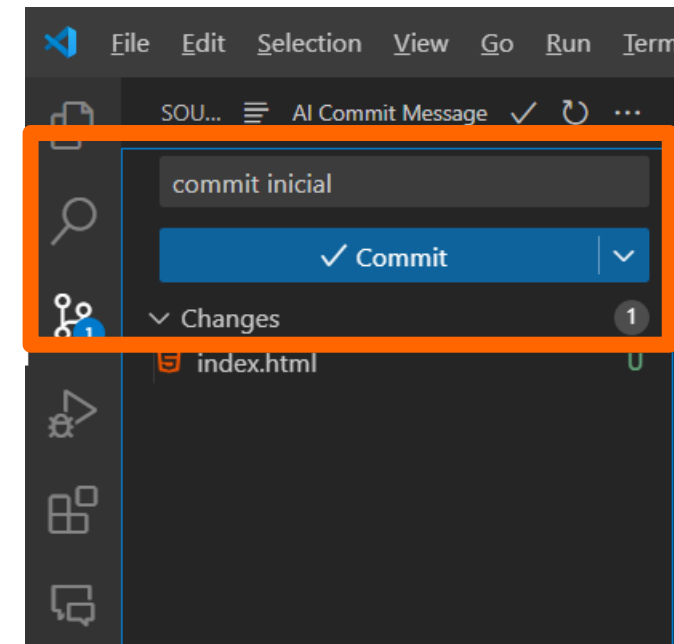 File Edit Selection View Go Run Term
SOU... AI Commit Message ...
commit inicial
Commit
Changes 1
1
index.html U